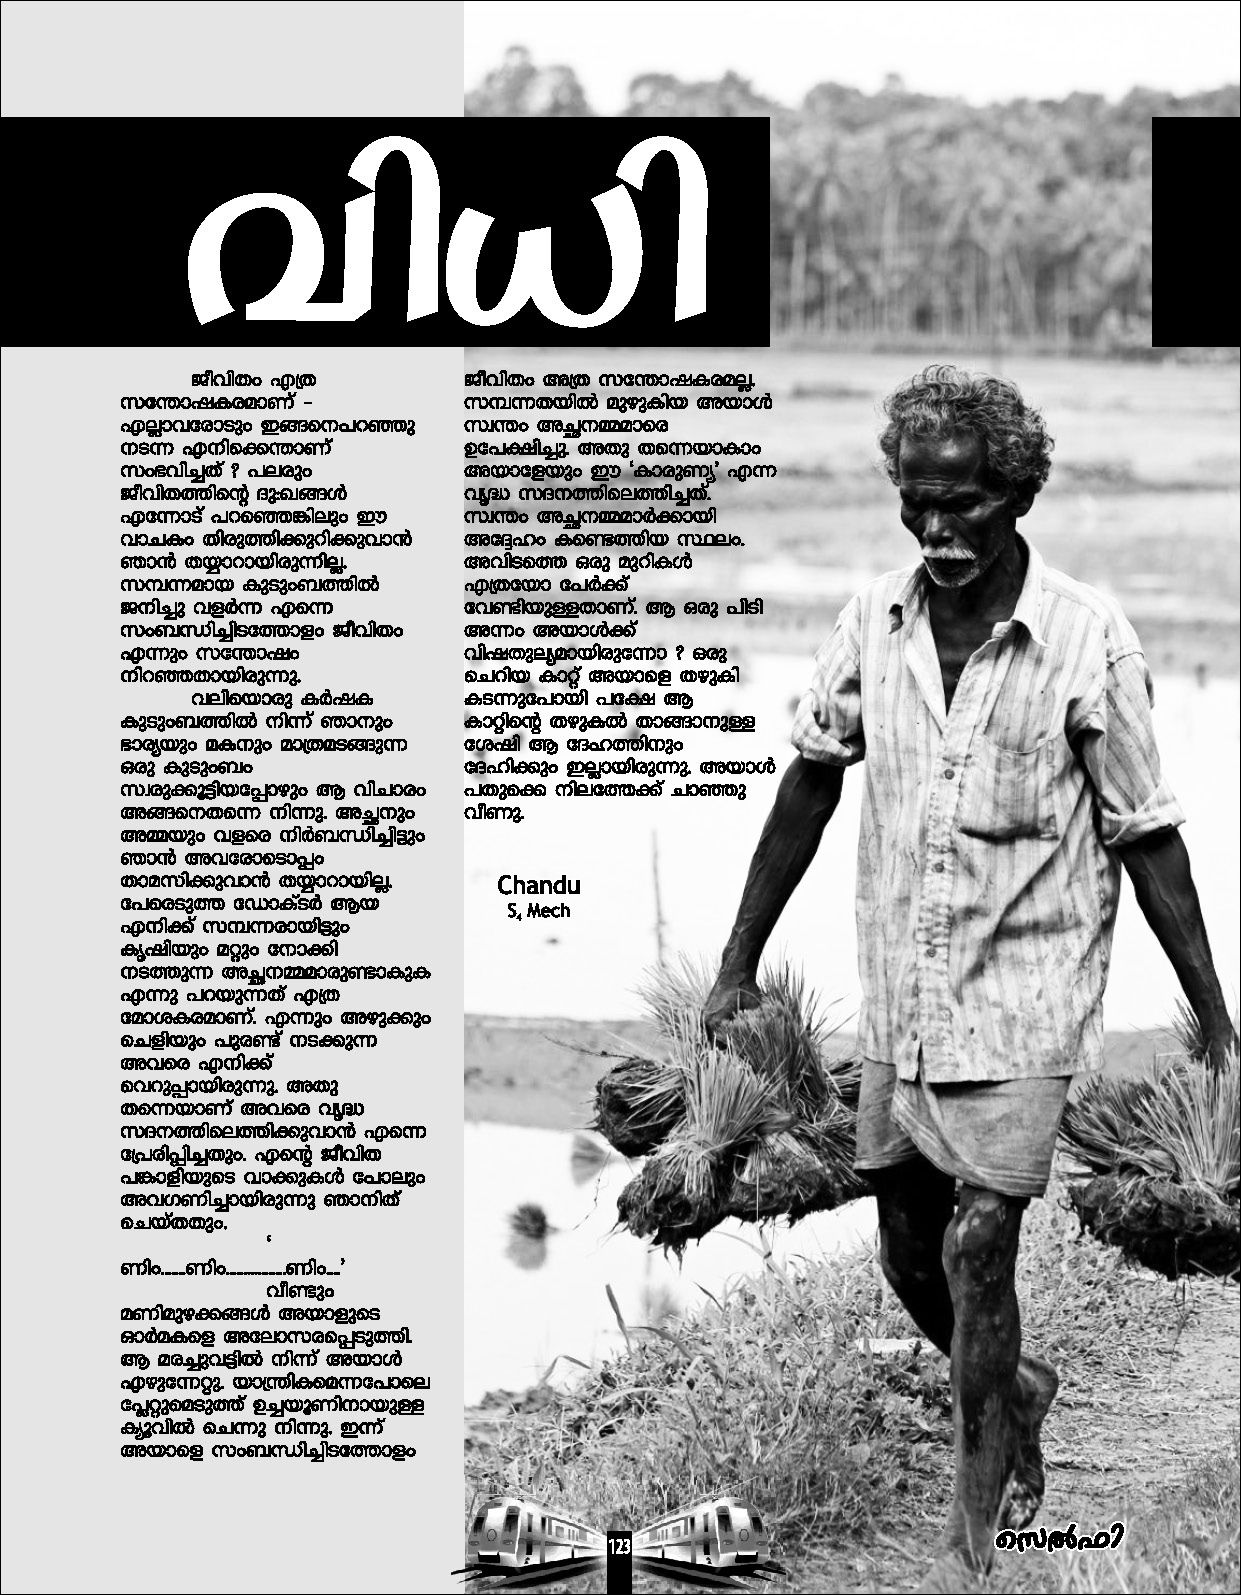 വിധി
ജീവിതം എത്ര
സന്തോഷകരമാണ് -
എല്ലാവരോടും ഇങ്ങനെപറഞ്ഞു
നടന്ന എനിക്കെന്താണ്
സംഭവിച്ചത് ? പലരും
ജീവിതത്തിന്റെ ദുഃഖങ്ങൾ
എന്നോട് പറഞ്ഞെങ്കിലും ഈ
വാചകം തിരുത്തിക്കുറിക്കുവാൻ
ഞാൻ തയ്യാറായിരുന്നില്ല.
സമ്പന്നമായ കുടുംബത്തിൽ
ജനിച്ചു വളർന്ന എന്നെ
സംബന്ധിച്ചിടത്തോളം ജീവിതം
എന്നും സന്തോഷം
നിറഞ്ഞതായിരുന്നു.
വലിയൊരു കർഷക
കുടുംബത്തിൽ നിന്ന് ഞാനും
ഭാര്യയും മകനും മാത്രമടങ്ങുന്ന
ഒരു കുടുംബം
സ്വരുക്കൂട്ടിയപ്പോഴും ആ വിചാരം
അങ്ങനെതന്നെ നിന്നു. അച്ഛനും
അമ്മയും വളരെ നിർബന്ധിച്ചിട്ടും
ഞാൻ അവരോടൊപ്പം
താമസിക്കുവാൻ തയ്യാറായില്ല.
പേരെടുത്ത ഡോക്ടർ ആയ
എനിക്ക് സമ്പന്നരായിട്ടും
കൃഷിയും മറ്റും നോക്കി
നടത്തുന്ന അച്ഛനമ്മമാരുണ്ടാകുക
എന്നു പറയുന്നത് എത്ര
മോശകരമാണ്. എന്നും അഴുക്കും
ചെളിയും പുരണ്ട് നടക്കുന്ന
അവരെ എനിക്ക്
വെറുപ്പായിരുന്നു. അതു
തന്നെയാണ് അവരെ വൃദ്ധ
സദനത്തിലെത്തിക്കുവാൻ എന്നെ
പ്രേരിപ്പിച്ചതും. എന്റെ ജീവിത
പങ്കാളിയുടെ വാക്കുകൾ പോലും
അവഗണിച്ചായിരുന്നു ഞാനിത്
ചെയ്തതും.
‘
ണിം.....ണിം............ണിം...’
വീണ്ടും
മണിമുഴക്കങ്ങൾ അയാളുടെ
ഓർമകളെ അലോസരപ്പെടുത്തി.
ആ മരച്ചുവട്ടിൽ നിന്ന് അയാൾ
എഴുന്നേറ്റു. യാന്ത്രികമെന്നപോലെ
പ്ലേറ്റുമെടുത്ത് ഉച്ചയൂണിനായുള്ള
ക്യൂവിൽ ചെന്നു നിന്നു. ഇന്ന്
അയാളെ സംബന്ധിച്ചിടത്തോളം
ജീവിതം അത്ര സന്തോഷകരമല്ല.
സമ്പന്നതയിൽ മുഴുകിയ അയാൾ
സ്വന്തം അച്ഛനമ്മമാരെ
ഉപേക്ഷിച്ചു. അതു തന്നെയാകാം
അയാളേയും ഈ ‘കാരുണ്യ’ എന്ന
വൃദ്ധ സദനത്തിലെത്തിച്ചത്.
സ്വന്തം അച്ഛനമ്മമാർക്കായി
അദ്ദേഹം കണ്ടെത്തിയ സ്ഥലം.
അവിടത്തെ ഒരു മുറികൾ
എത്രയോ പേർക്ക്
വേണ്ടിയുള്ളതാണ്. ആ ഒരു പിടി
അന്നം അയാൾക്ക്
വിഷതുല്യമായിരുന്നോ ? ഒരു
ചെറിയ കാറ്റ് അയാളെ തഴുകി
കടന്നുപോയി പക്ഷേ ആ
കാറ്റിന്റെ തഴുകൽ താങ്ങാനുള്ള
ശേഷി ആ ദേഹത്തിനും
ദേഹിക്കും ഇല്ലായിരുന്നു. അയാൾ
പതുക്കെ നിലത്തേക്ക് ചാഞ്ഞു
വീണു.
Chandu
S4 Mech
123
സെൽഫി